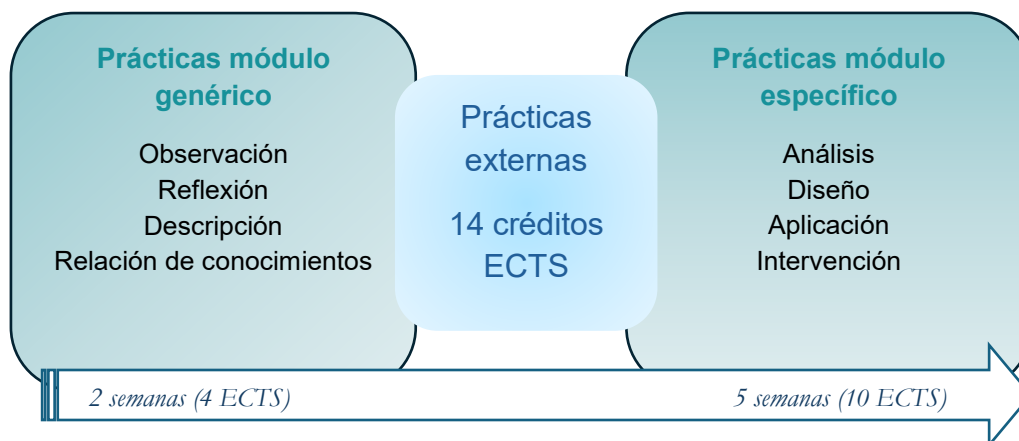 Prácticas módulo
genérico
Observación
Reflexión
Descripción
Relación de conocimientos
Prácticas
externas
14 créditos
ECTS
Prácticas módulo
específico
Análisis
Diseño
Aplicación
Intervención
2 semanas (4 ECTS)
5 semanas (10 ECTS)